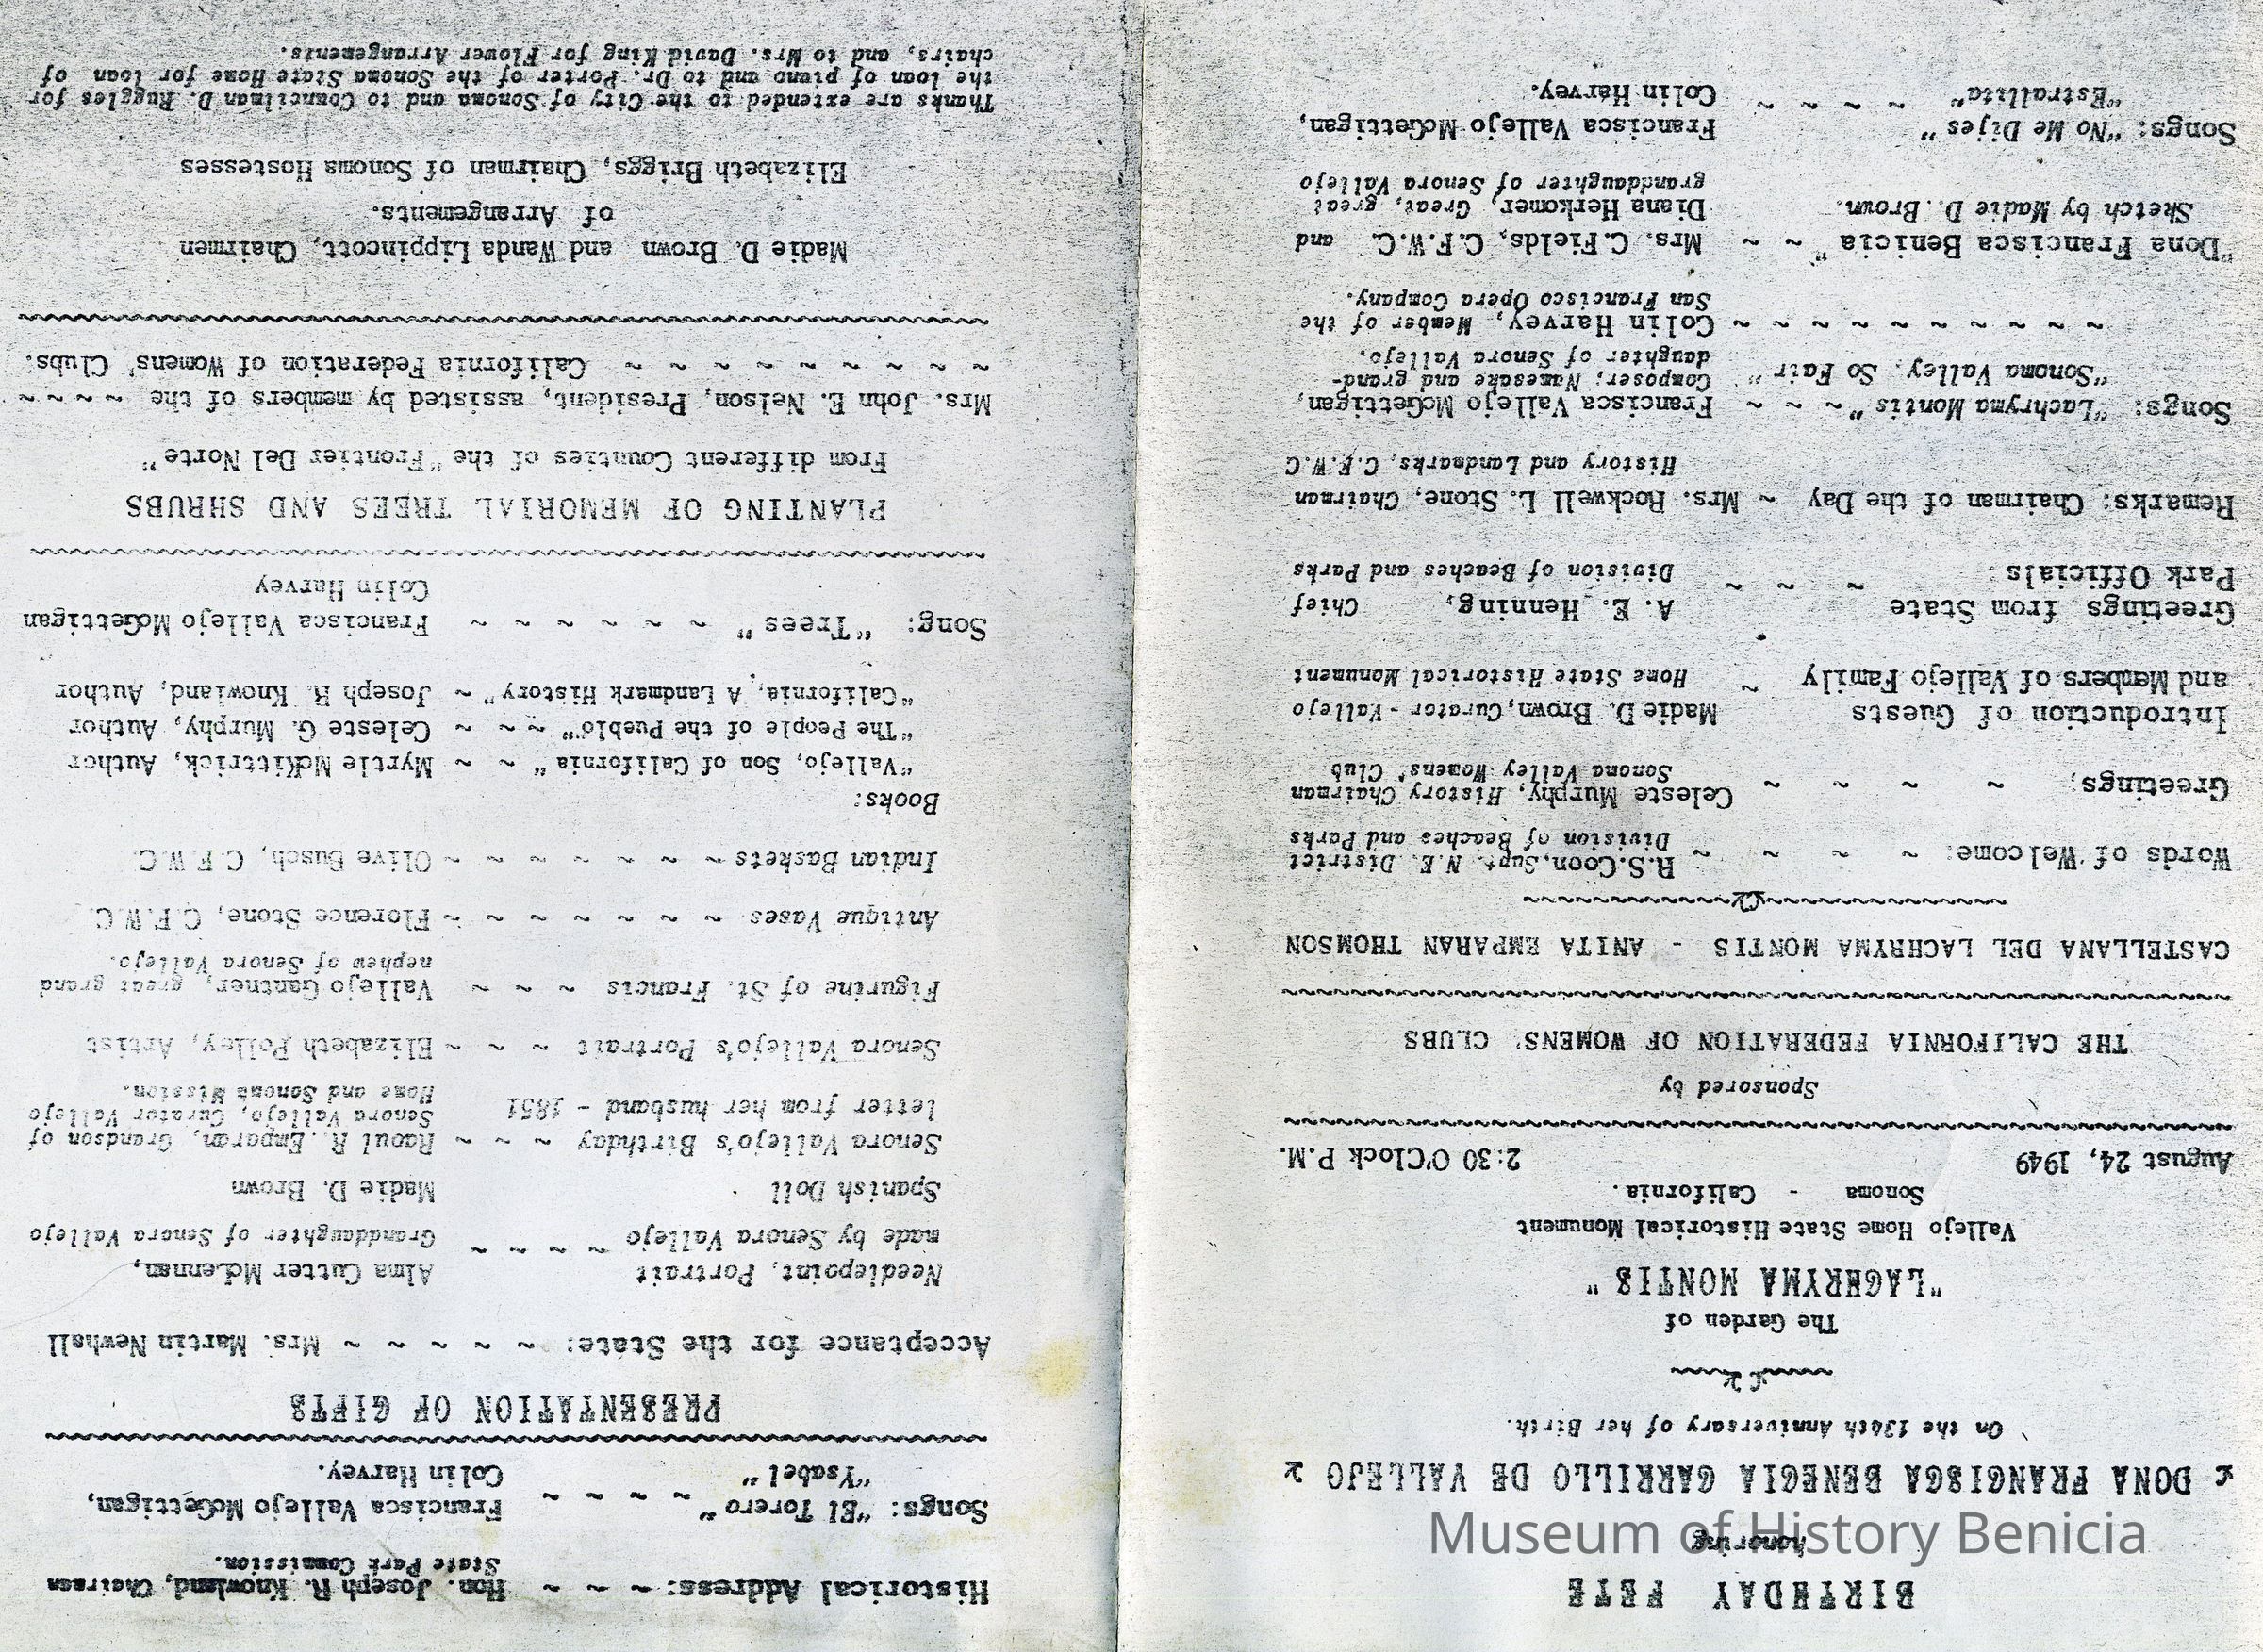 BIRTHDAY FETE
honoring
DONA FRANCISCA BENECIA CARRILLO DE VALLEJO
On the 134th Anniversary of her Birth.
The Garden of
"LACHRYMA MONTIS"
Vallejo Home State Historical Monument
Sonoma - California.
August 24, 1949 2:30 O'Clock P.M.
Sponsored by
THE CALIFORNIA FEDERATION OF WOMENS' CLUBS
CASTELLANA DEL LACHRYMA MONTIS - ANITA EMPARAN THOMSON
Words of Welcome: ~ ~ ~ ~ R.S.Coon, Supt. N.E. District
Division of Beaches and Parks
Greetings; ~ ~ ~ ~ Celeste Murphy, History Chairman
Sonoma Valley Womens' Club
Introduction of Guests Madie D. Brown, Curator - Vallejo
and Members of Vallejo Family ~ Home State Historical Monument
Greetings from State A. E. Henning, Chief
Park Officials ~ ~ ~ Division of Beaches and Parks
Remarks: Chairman of the Day ~ Mrs. Rockwell L. Stone, Chairman
History and Landmarks, C.F.W.C
Songs: "Lachryma Montis" ~ ~ ~ Francisca Vallejo McGettigan,
Composer; Namesake and grand-
"Sonoma Valley, So Fair" daughter of Senora Vallejo.
~ ~ ~ ~ ~ ~ ~ ~ ~ ~ Colin Harvey, Member of the
San Francisco Opera Company.
"Dona Francisca Benicia" ~ ~ Mrs. C. Fields, C.F.W.C. and
Sketch by Madie D. Brown. Diana Herkomer, Great, great
granddaughter of Senora Vallejo
Songs: "No Me Dijes" Francisca Vallejo McGettigan,
"Estrallita" ~ ~ ~ ~ ~ Colin Harvey.
Historical Address: ~ ~ ~ Hon. Joseph R. Knowland, Chairman
State Park Commission.
Songs: "El Torero" ~ ~ ~ ~ Francisca Vallejo McGettigan,
"Ysabel" Colin Harvey.
PRESENTATION OF GIFTS
Acceptance for the State: ~ ~ ~ ~ ~ Mrs. Martin Newhall
Needlepoint, Portrait Alma Cutter McLennan,
made by Senora Vallejo ~ ~ ~ ~ Granddaughter of Senora Vallejo
Spanish Doll Madie D. Brown
Senora Vallejo's Birthday ~ ~ ~ Raoul R. Emparan, Grandson of
letter from her husband - 1851 Senora Vallejo, Curator Vallejo
Home and Sonoma Mission.
Senora Vallejo's Portrait ~ ~ ~ ~ Elizabeth Polley, Artist
Figurine of St. Francis ~ ~ ~ ~ Vallejo Gantner, great grand
nephew of Senora Vallejo.
Antique Vases ~ ~ ~ ~ ~ ~ ~ Florence Stone, C.F.W.C.
Indian Baskets ~ ~ ~ ~ ~ ~ ~ Olive Busch, C.F.W.C.
Books:
"Vallejo, Son of California" ~ ~ ~ Myrtle McKittrick, Author
"The People of the Pueblo" ~ ~ ~ Celeste G. Murphy, Author
"California, A Landmark History" ~ Joseph R. Knowland, Author
Song: "Trees" ~ ~ ~ ~ ~ ~ ~ Francisca Vallejo McGettigan
Colin Harvey
PLANTING OF MEMORIAL TREES AND SHRUBS
From different Counties of the "Frontier Del Norte"
Mrs. John E. Nelson, President, assisted by members of the ~ ~ ~ ~
~ ~ ~ ~ ~ ~ ~ ~ ~ California Federation of Womens' Clubs.
Madie D. Brown and Wanda Lippincott, Chairmen
of Arrangements.
Elizabeth Briggs, Chairman of Sonoma Hostesses
Thanks are extended to the City of Sonoma and to Councilman D. Ruggles for
the loan of piano and to Dr. Porter of the Sonoma State Home for loan of
chairs, and to Mrs. David King for Flower Arrangements.
Museum of History Benicia